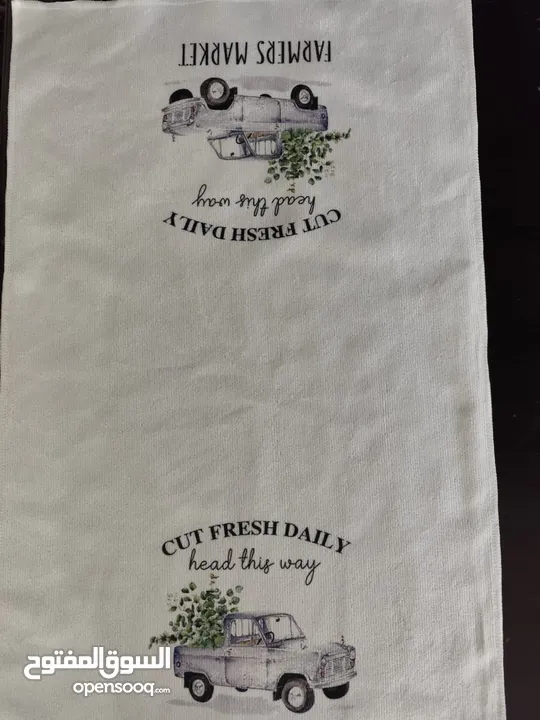 FARMERS MARKET
head this way
CUT FRESH DAILY
CUT FRESH DAILY
head this way
السوق المفتوح
opensooq.com